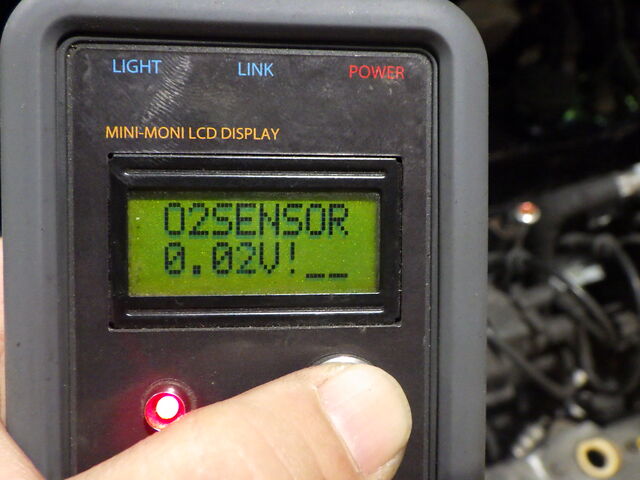 LIGHT LINK POWER
MINI-MONI LCD DISPLAY
O2SENSOR
0.02V!__